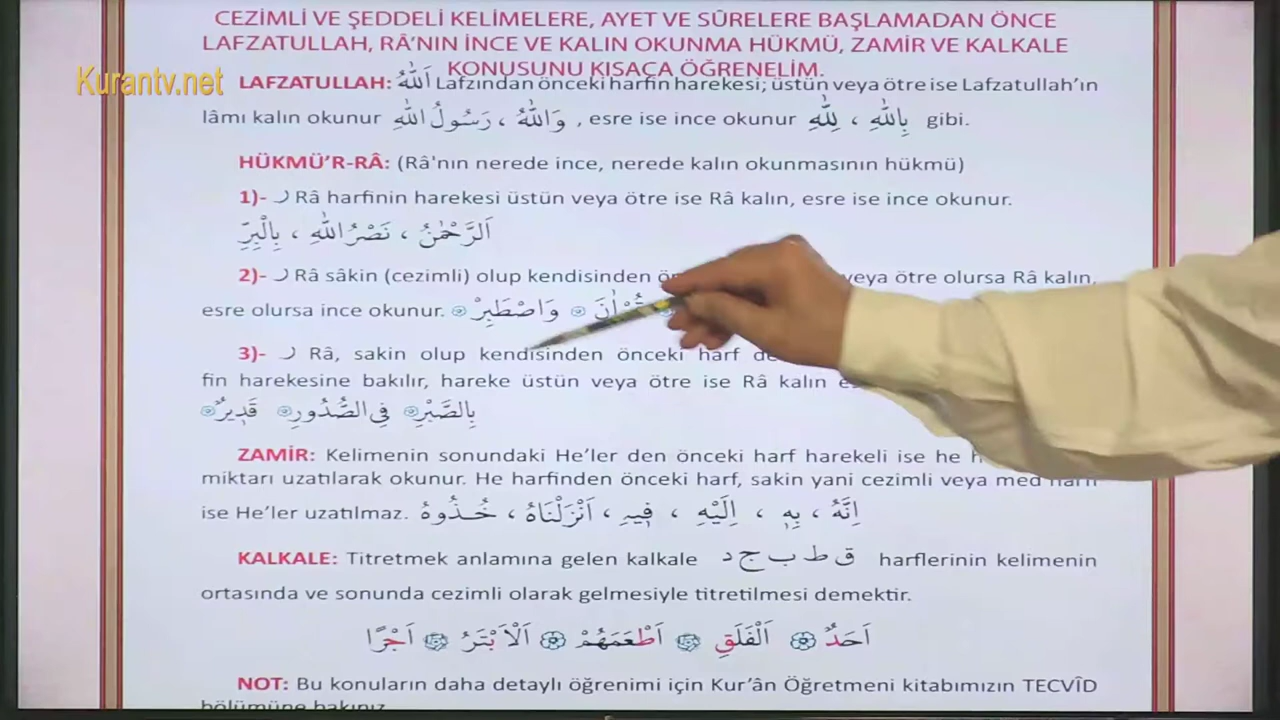 CEZİMLİ VE ŞEDDELİ KELİMELERE, AYET VE SÛRELERE BAŞLAMADAN ÖNCE
LAFZATULLAH, RÂ'NIN İNCE VE KALIN OKUNMA HÜKMÜ, ZAMİR VE KALKALE
KONUSUNU KISACA ÖĞRENELİM.
Kurantv.net
LAFZATULLAH: اَللّٰهُ Lafzından önceki harfin harekesi; üstün veya ötre ise Lafzatullah'ın
lâmı kalın okunur وَاللّٰهُ ، رَسُولُ اللّٰهِ , esre ise ince okunur بِاللّٰهِ ، لِلّٰهِ gibi.
HÜKMÜ'R-RÂ: (Râ'nın nerede ince, nerede kalın okunmasının hükmü)
1)- ر Râ harfinin harekesi üstün veya ötre ise Râ kalın, esre ise ince okunur.
اَلرَّحْمٰنُ ، نَصْرُ اللّٰهِ ، بِالْبِرِّ
2)- ر Râ sâkin (cezimli) olup kendisinden veya ötre olursa Râ kalın,
esre olursa ince okunur. وَاصْطَبِرْ
3)- ر Râ, sakin olup kendisinden önceki harf
fin harekesine bakılır, hareke üstün veya ötre ise Râ kalın
بِالصَّبْرِ فِي الصُّدُورِ قَدِيرٌ
ZAMİR: Kelimenin sonundaki He'ler den önceki harf harekeli ise he
miktarı uzatılarak okunur. He harfinden önceki harf, sakin yani cezimli veya med harfi
ise He'ler uzatılmaz. اِنَّهُ ، بِهِ ، اِلَيْهِ ، فِيهِ ، اَنْزَلْنَاهُ ، خُذُوهُ
KALKALE: Titretmek anlamına gelen kalkale ق ط ب ج د harflerinin kelimenin
ortasında ve sonunda cezimli olarak gelmesiyle titretilmesi demektir.
اَحَدٌ اَلْفَلَقِ اَطْعَمَهُمْ اَلْاَبْتَرُ اَجْرًا
NOT: Bu konuların daha detaylı öğrenimi için Kur'ân Öğretmeni kitabımızın TECVÎD
bölümüne bakınız